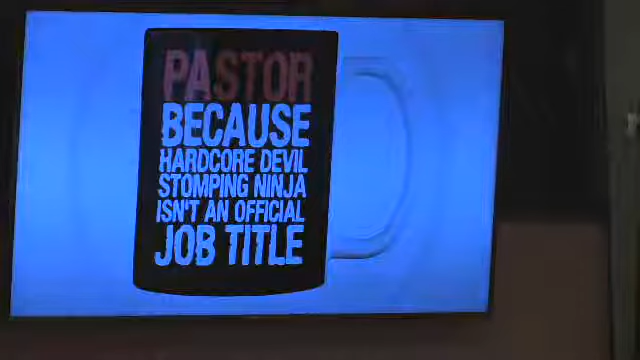 PASTOR
BECAUSE
HARDCORE DEVIL
STOMPING NINJA
ISN'T AN OFFICIAL
JOB TITLE